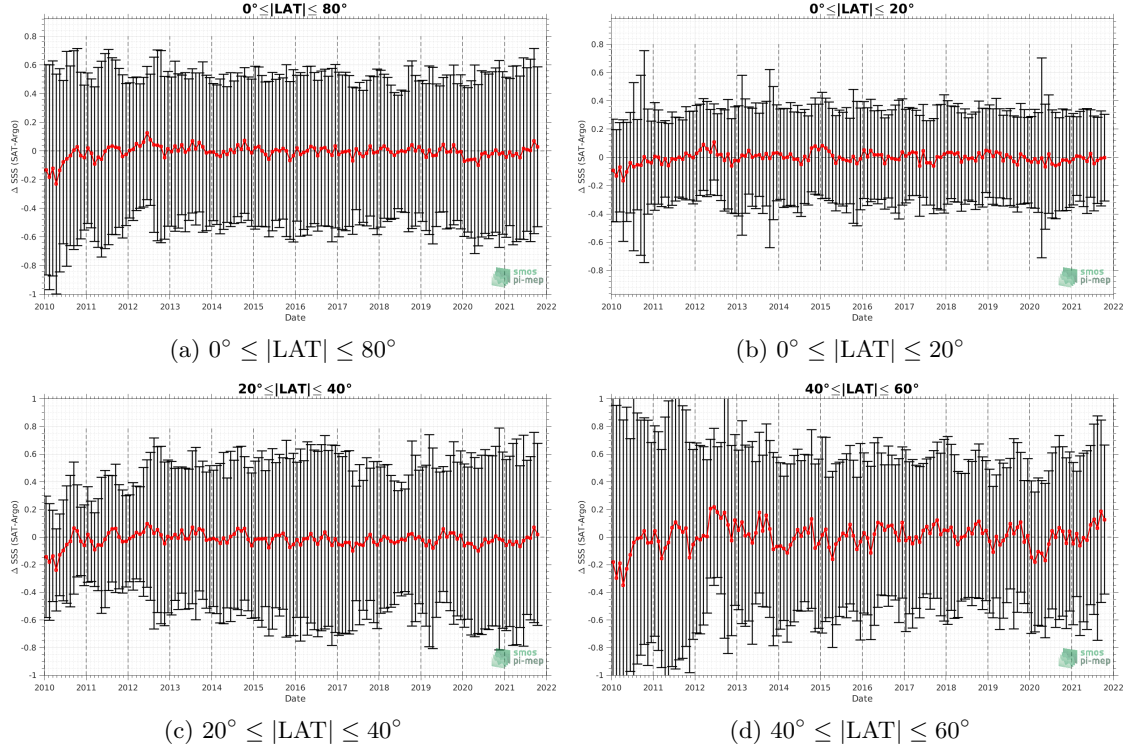 0°≤|LAT|≤ 80°
Δ SSS (SAT-Argo)
0.8
0.6
0.4
0.2
0
-0.2
-0.4
-0.6
-0.8
-1
2010 2011 2012 2013 2014 2015 2016 2017 2018 2019 2020 2021 2022
Date
smos
pi-mep
(a) 0° ≤ |LAT| ≤ 80°
0°≤|LAT|≤ 20°
Δ SSS (SAT-Argo)
0.8
0.6
0.4
0.2
0
-0.2
-0.4
-0.6
-0.8
2010 2011 2012 2013 2014 2015 2016 2017 2018 2019 2020 2021 2022
Date
smos
pi-mep
(b) 0° ≤ |LAT| ≤ 20°
20°≤|LAT|≤ 40°
Δ SSS (SAT-Argo)
1
0.8
0.6
0.4
0.2
0
-0.2
-0.4
-0.6
-0.8
-1
2010 2011 2012 2013 2014 2015 2016 2017 2018 2019 2020 2021 2022
Date
smos
pi-mep
(c) 20° ≤ |LAT| ≤ 40°
40°≤|LAT|≤ 60°
Δ SSS (SAT-Argo)
1
0.8
0.6
0.4
0.2
0
-0.2
-0.4
-0.6
-0.8
-1
2010 2011 2012 2013 2014 2015 2016 2017 2018 2019 2020 2021 2022
Date
smos
pi-mep
(d) 40° ≤ |LAT| ≤ 60°